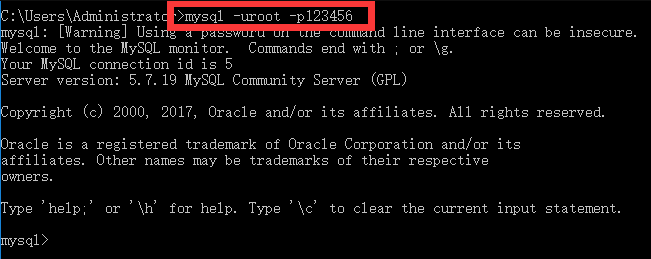 C:\Users\Administrator>mysql -uroot -p123456
mysql: [Warning] Using a password on the command line interface can be insecure.
Welcome to the MySQL monitor.  Commands end with ; or \g.
Your MySQL connection id is 5
Server version: 5.7.19 MySQL Community Server (GPL)
Copyright (c) 2000, 2017, Oracle and/or its affiliates. All rights reserved.
Oracle is a registered trademark of Oracle Corporation and/or its
affiliates. Other names may be trademarks of their respective
owners.
Type 'help;' or '\h' for help. Type '\c' to clear the current input statement.
mysql>